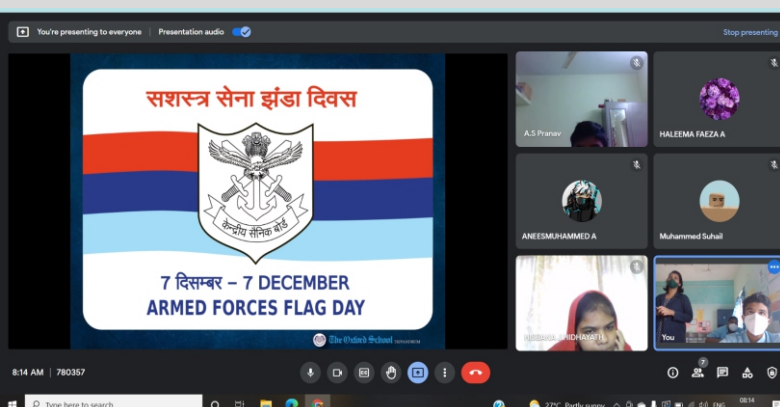 You're presenting to everyone
Presentation audio
Stop presenting
सशस्त्र सेना झंडा दिवस
केन्द्रीय सैनिक बोर्ड
7 दिसम्बर – 7 DECEMBER
ARMED FORCES FLAG DAY
The Oxford School
A.S Pranav
HALEEMA FAEZA A
ANEESMUHAMMED A
Muhammed Suhail
HIDHAYATH
You
8:14 AM | 780357
7
Type here to search
27°C Partly sunny
ENG
08:14